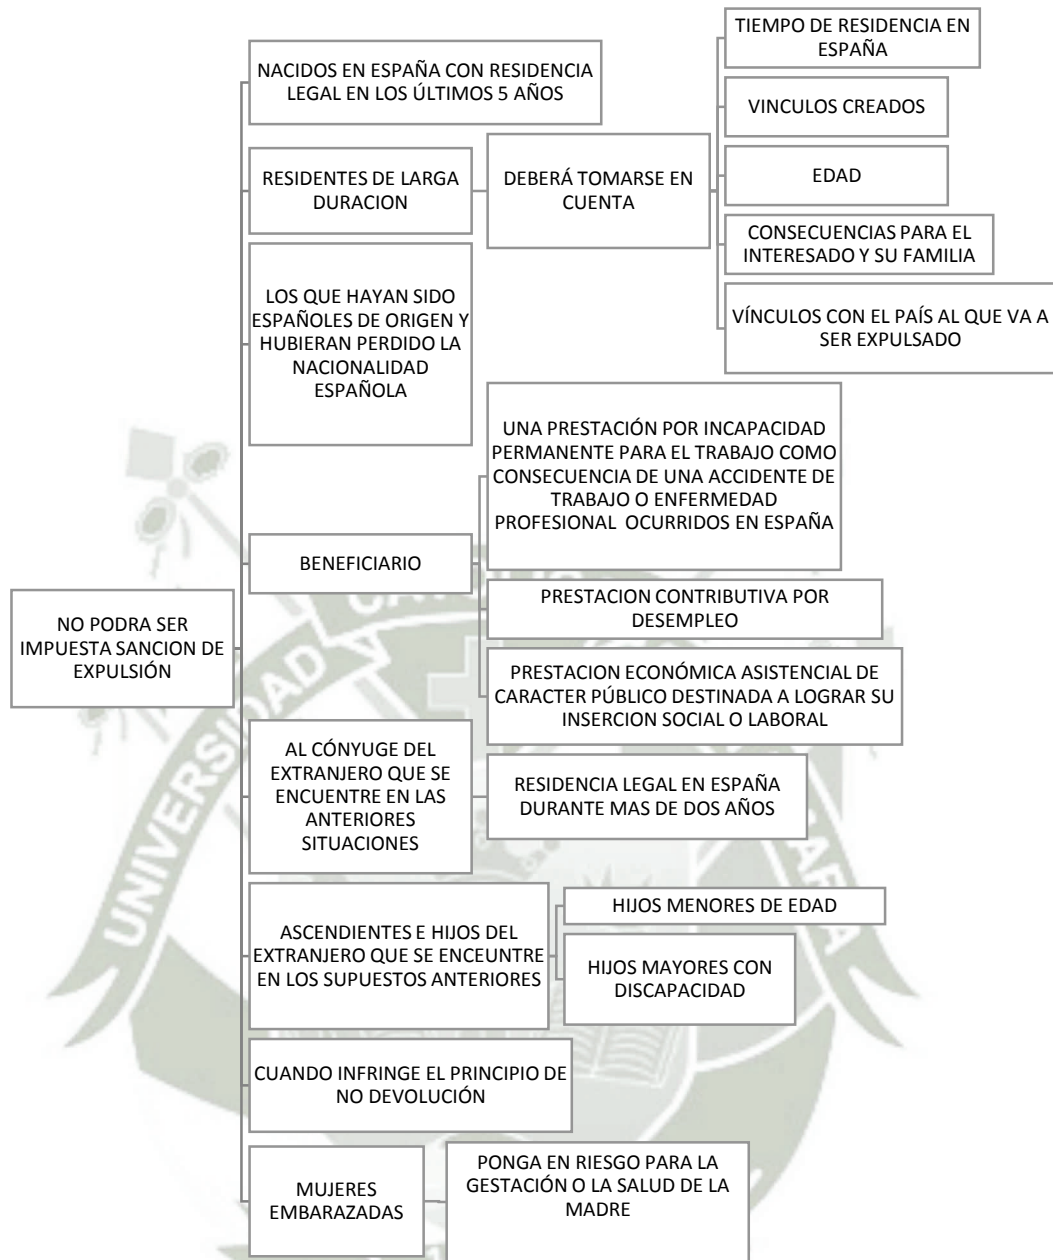 NO PODRA SER
IMPUESTA SANCION DE
EXPULSIÓN
NACIDOS EN ESPAÑA CON RESIDENCIA
LEGAL EN LOS ÚLTIMOS 5 AÑOS
RESIDENTES DE LARGA
DURACION
DEBERÁ TOMARSE EN
CUENTA
TIEMPO DE RESIDENCIA EN
ESPAÑA
VINCULOS CREADOS
EDAD
CONSECUENCIAS PARA EL
INTERESADO Y SU FAMILIA
VÍNCULOS CON EL PAÍS AL QUE VA A
SER EXPULSADO
LOS QUE HAYAN SIDO
ESPAÑOLES DE ORIGEN Y
HUBIERAN PERDIDO LA
NACIONALIDAD
ESPAÑOLA
BENEFICIARIO
UNA PRESTACIÓN POR INCAPACIDAD
PERMANENTE PARA EL TRABAJO COMO
CONSECUENCIA DE UNA ACCIDENTE DE
TRABAJO O ENFERMEDAD
PROFESIONAL OCURRIDOS EN ESPAÑA
PRESTACION CONTRIBUTIVA POR
DESEMPLEO
PRESTACION ECONÓMICA ASISTENCIAL DE
CARACTER PÚBLICO DESTINADA A LOGRAR SU
INSERCION SOCIAL O LABORAL
AL CÓNYUGE DEL
EXTRANJERO QUE SE
ENCUENTRE EN LAS
ANTERIORES
SITUACIONES
RESIDENCIA LEGAL EN ESPAÑA
DURANTE MAS DE DOS AÑOS
ASCENDIENTES E HIJOS DEL
EXTRANJERO QUE SE ENCEUNTRE
EN LOS SUPUESTOS ANTERIORES
HIJOS MENORES DE EDAD
HIJOS MAYORES CON
DISCAPACIDAD
CUANDO INFRINGE EL PRINCIPIO DE
NO DEVOLUCIÓN
MUJERES
EMBARAZADAS
PONGA EN RIESGO PARA LA
GESTACIÓN O LA SALUD DE LA
MADRE
UNIVERSIDAD